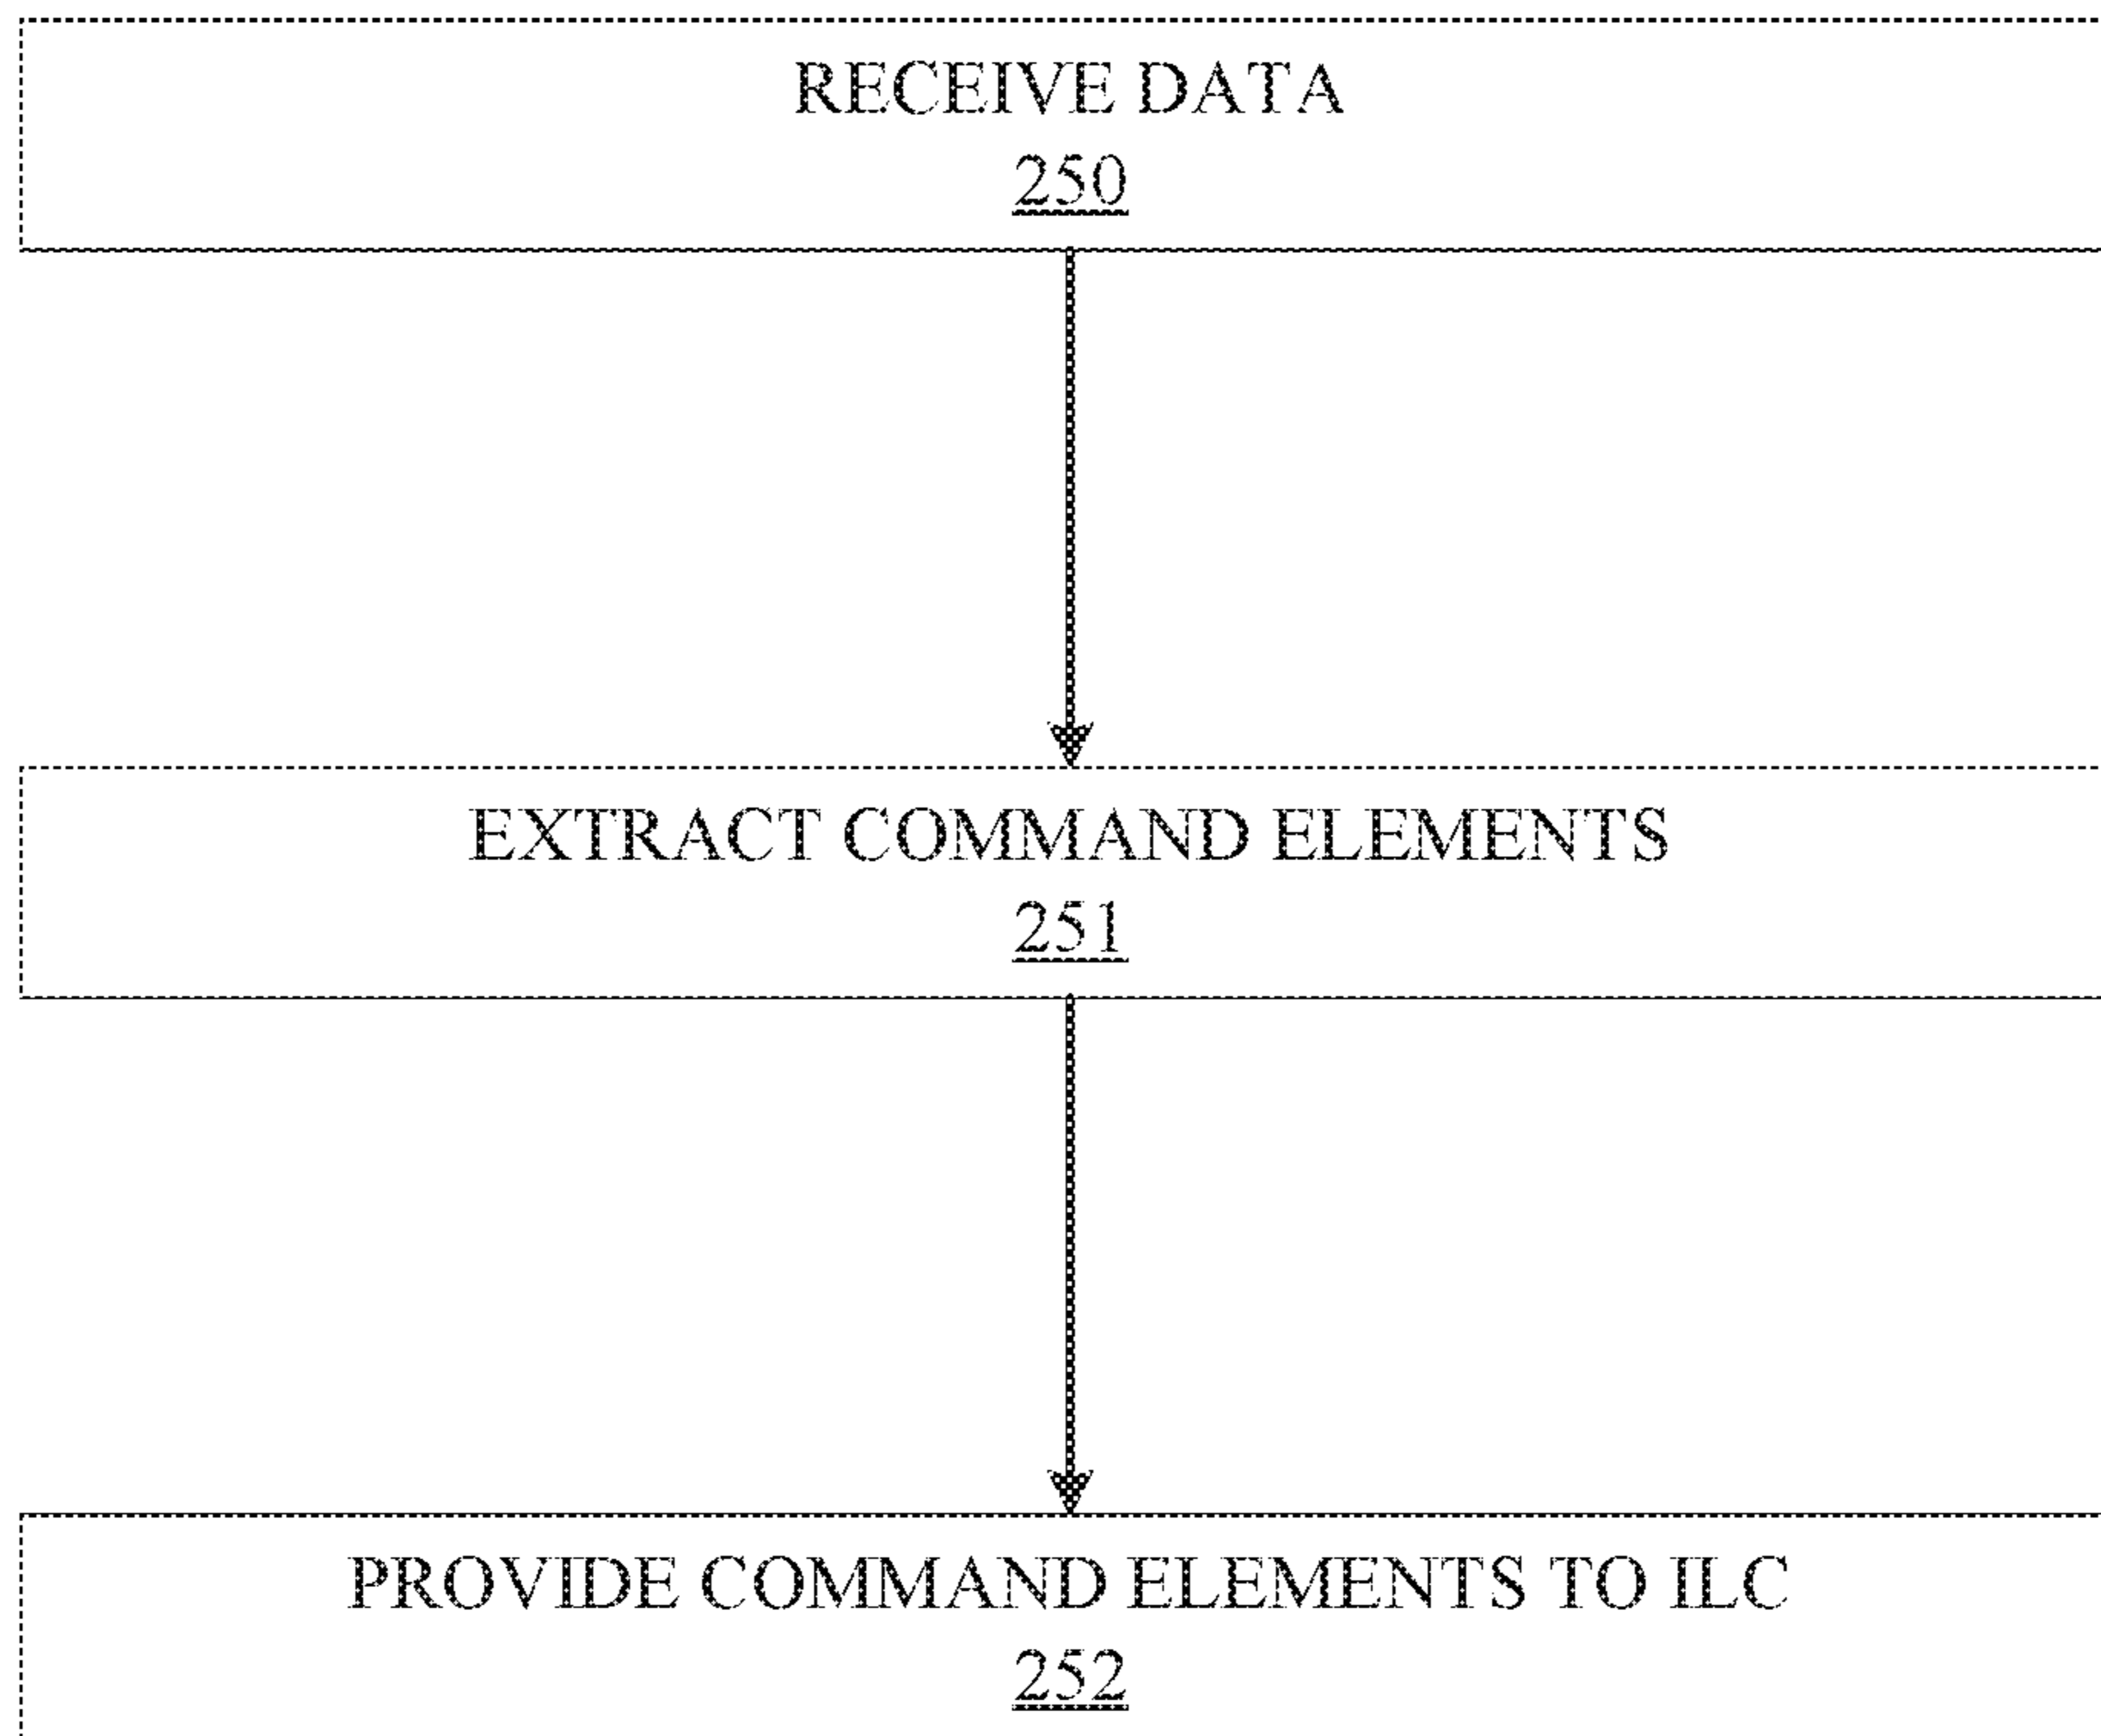 RECEIVE DATA
250
EXTRACT COMMAND ELEMENTS
251
PROVIDE COMMAND ELEMENTS TO ILC
252